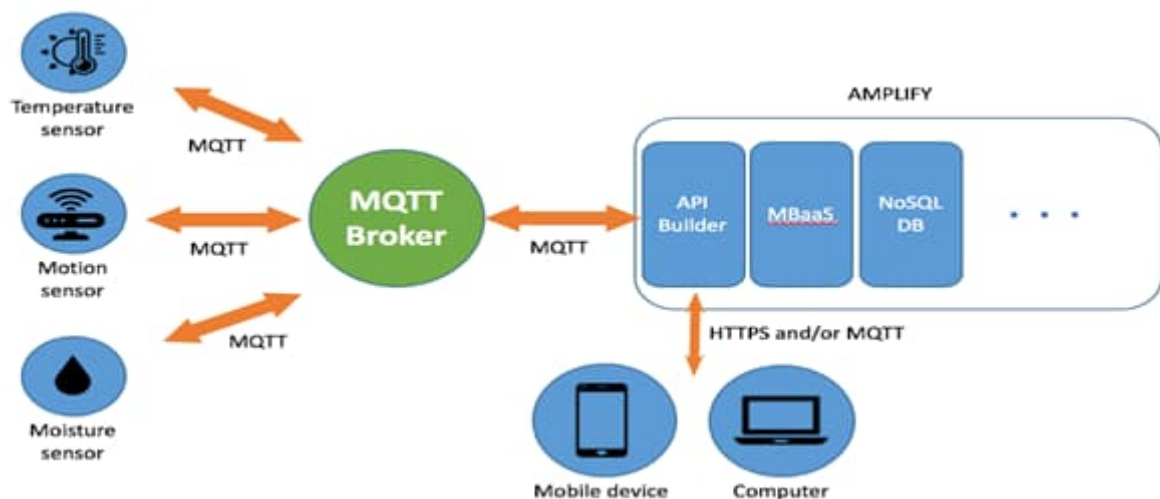 Temperature
sensor
MQTT
Motion
sensor
MQTT
Moisture
sensor
MQTT
MQTT
Broker
MQTT
AMPLIFY
API
Builder
MBaaS
NoSQL
DB
HTTPS and/or MQTT
Mobile device
Computer